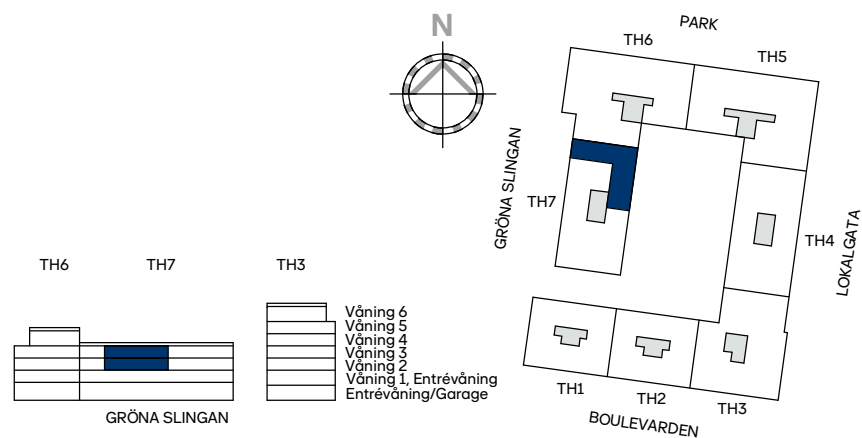 N
PARK
TH6
TH5
GRÖNA SLINGAN
TH7
TH4
LOKALGATA
TH1
TH2
TH3
BOULEVARDEN
TH6
TH7
TH3
Våning 6
Våning 5
Våning 4
Våning 3
Våning 2
Våning 1, Entrévåning
Entrévåning/Garage
GRÖNA SLINGAN